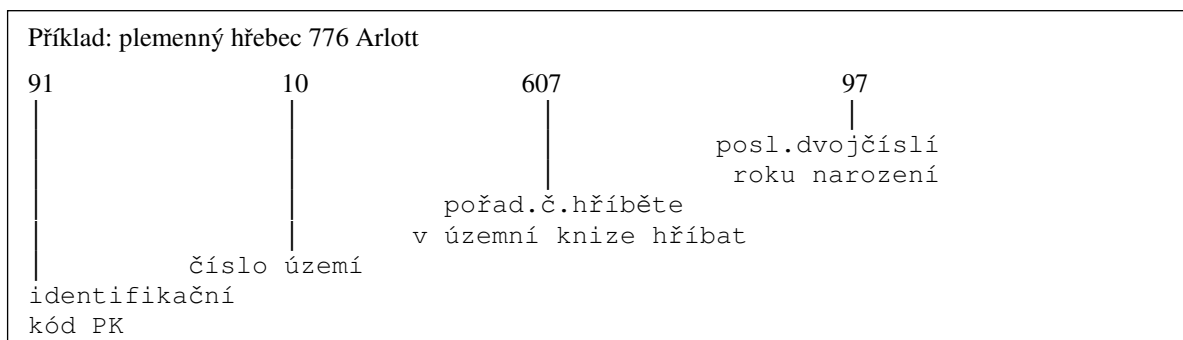 Příklad: plemenný hřebec 776 Arlott
91 10 607 97
posl.dvojčíslí
roku narození
pořad.č.hříběte
v územní knize hříbat
číslo území
identifikační
kód PK